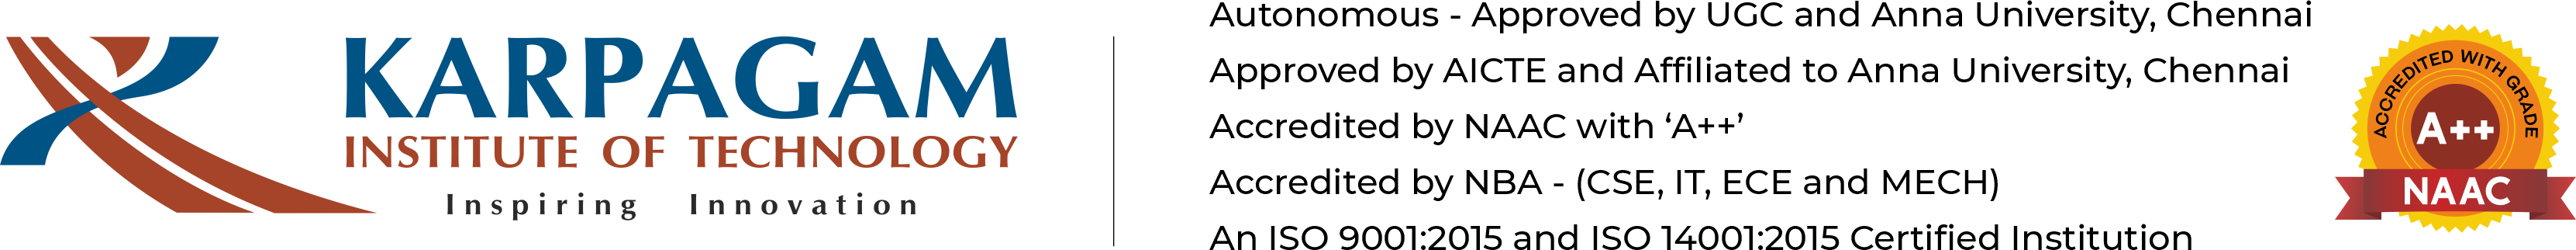 KARPAGAM
INSTITUTE OF TECHNOLOGY
Inspiring Innovation
Autonomous - Approved by UGC and Anna University, Chennai
Approved by AICTE and Affiliated to Anna University, Chennai
Accredited by NAAC with ‘A++’
Accredited by NBA - (CSE, IT, ECE and MECH)
An ISO 9001:2015 and ISO 14001:2015 Certified Institution
ACCREDITED WITH GRADE
A++
NAAC